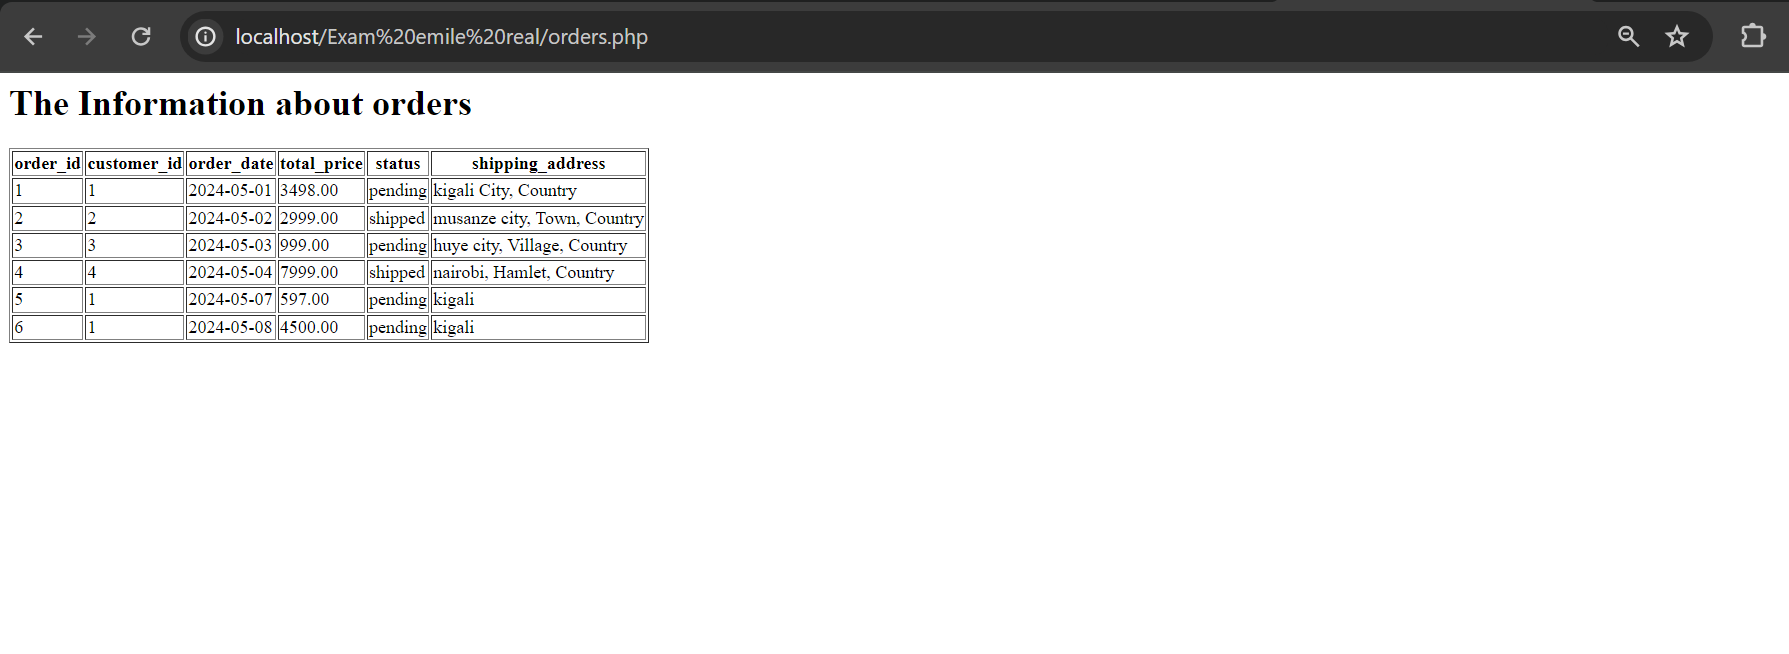 localhost/Exam%20emile%20real/orders.php
The Information about orders
order_id customer_id order_date total_price status shipping_address
1 1 2024-05-01 3498.00 pending kigali City, Country
2 2 2024-05-02 2999.00 shipped musanze city, Town, Country
3 3 2024-05-03 999.00 pending huye city, Village, Country
4 4 2024-05-04 7999.00 shipped nairobi, Hamlet, Country
5 1 2024-05-07 597.00 pending kigali
6 1 2024-05-08 4500.00 pending kigali